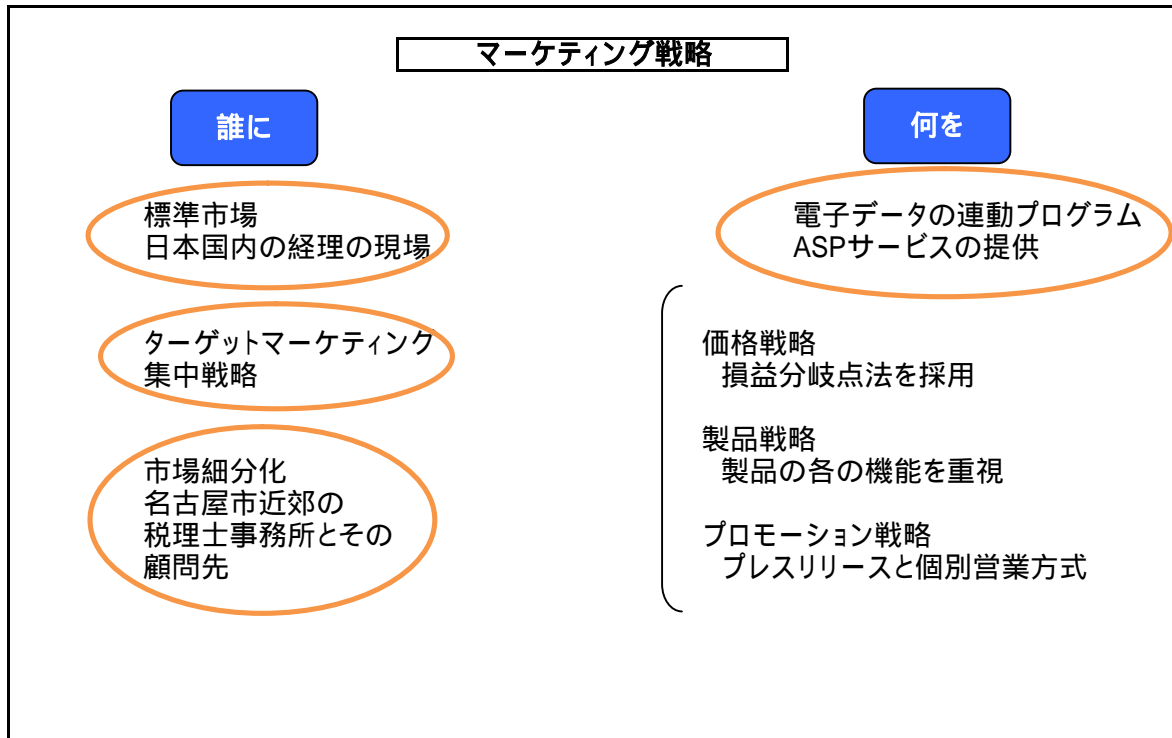 マーケティング戦略
誰に
標準市場
日本国内の経理の現場
ターゲットマーケティング
集中戦略
市場細分化
名古屋市近郊の
税理士事務所とその
顧問先
何を
電子データの連動プログラム
ASPサービスの提供
価格戦略
損益分岐点法を採用
製品戦略
製品の各の機能を重視
プロモーション戦略
プレスリリースと個別営業方式